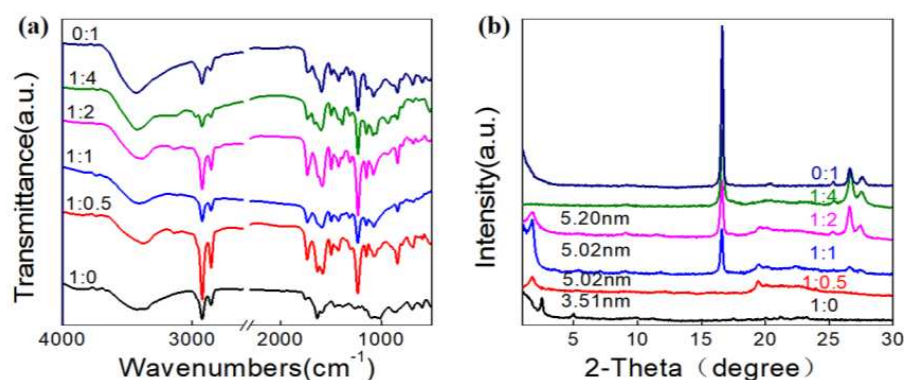 (a)
Transmittance(a.u.)
0:1
1:4
1:2
1:1
1:0.5
1:0
4000 3000 2000 1000
Wavenumbers(cm-1)
(b)
Intensity(a.u.)
0:1
1:4
5.20nm 1:2
5.02nm 1:1
5.02nm 1:0.5
3.51nm 1:0
5 10 15 20 25 30
2-Theta（degree）